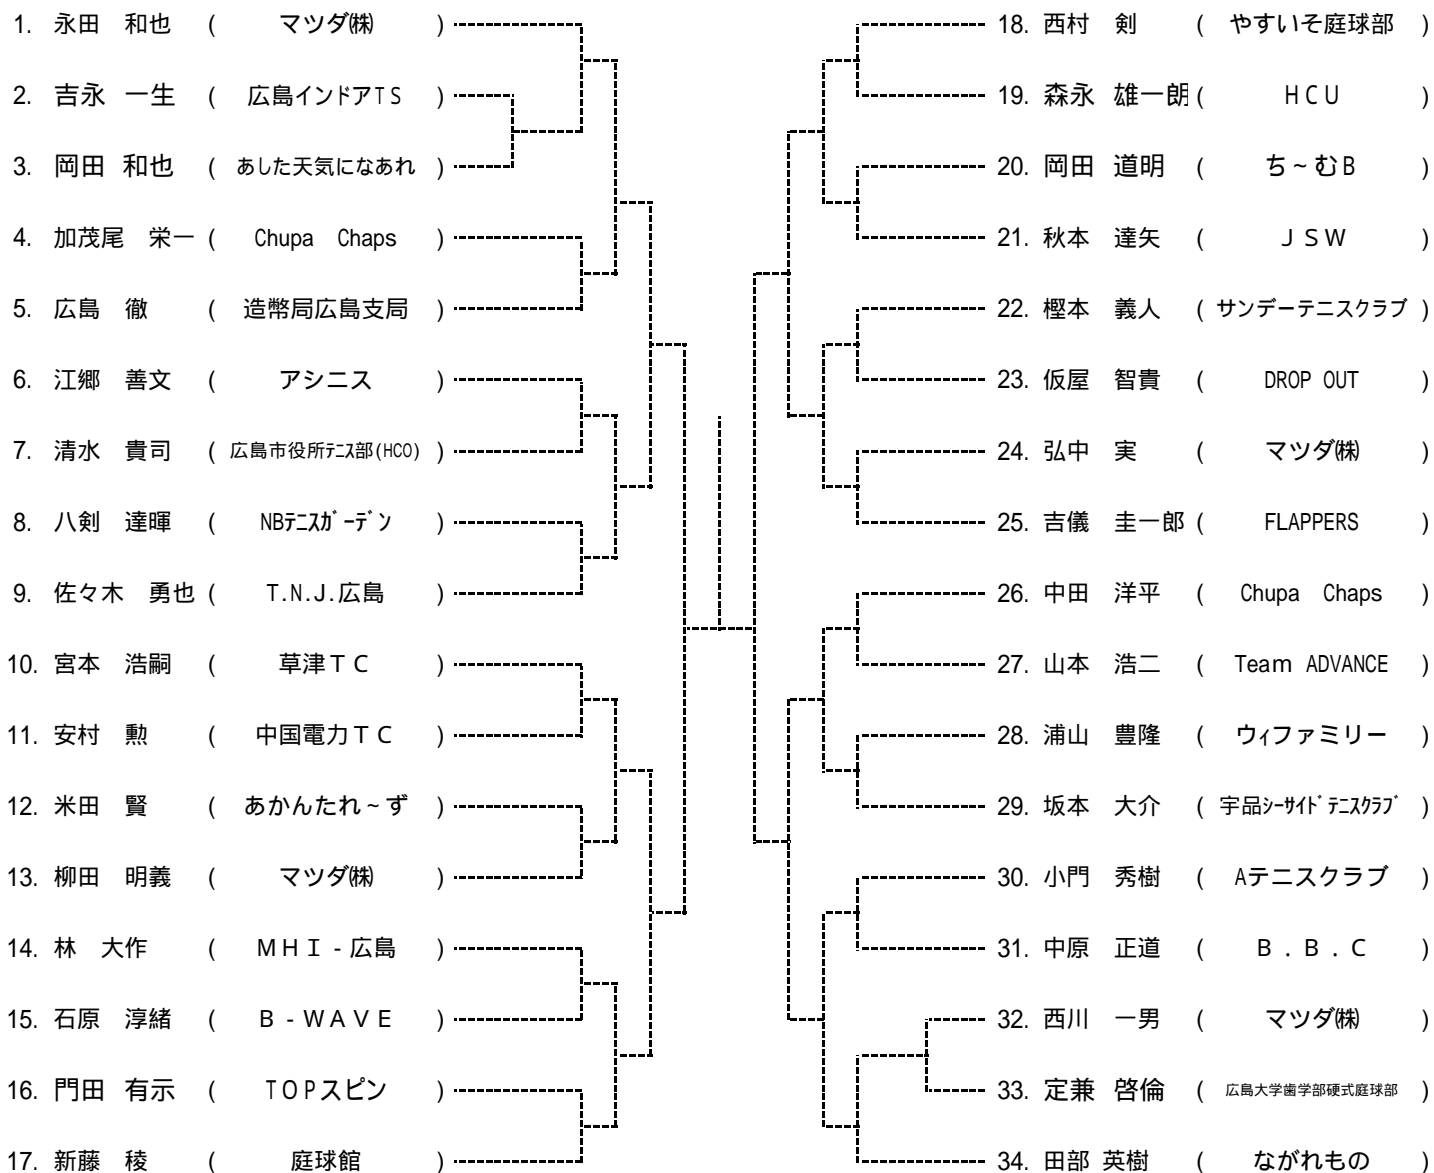 1. 永田　和也 ( マツダ㈱ )
2. 吉永　一生 ( 広島インドアTS )
3. 岡田　和也 ( あした天気になあれ )
4. 加茂尾　栄一 ( Chupa　Chaps )
5. 広島　徹 ( 造幣局広島支局 )
6. 江郷　善文 ( アシニス )
7. 清水　貴司 ( 広島市役所ﾃﾆｽ部(HCO) )
8. 八剣　達暉 ( NBﾃﾆｽｶﾞｰﾃﾞﾝ )
9. 佐々木　勇也 ( T.N.J.広島 )
10. 宮本　浩嗣 ( 草津ＴＣ )
11. 安村　勲 ( 中国電力ＴＣ )
12. 米田　賢 ( あかんたれ～ず )
13. 柳田　明義 ( マツダ㈱ )
14. 林　大作 ( ＭＨＩ-広島 )
15. 石原　淳緒 ( Ｂ-ＷＡＶＥ )
16. 門田　有示 ( TOPスピン )
17. 新藤　稜 ( 庭球館 )
18. 西村　剣 ( やすいそ庭球部 )
19. 森永　雄一朗 ( ＨＣＵ )
20. 岡田　道明 ( ち～むB )
21. 秋本　達矢 ( ＪＳＷ )
22. 樫本　義人 ( サンデーテニスクラブ )
23. 仮屋　智貴 ( DROP OUT )
24. 弘中　実 ( マツダ㈱ )
25. 吉儀　圭一郎 ( FLAPPERS )
26. 中田　洋平 ( Chupa　Chaps )
27. 山本　浩二 ( Team ADVANCE )
28. 浦山　豊隆 ( ウィファミリー )
29. 坂本　大介 ( 宇品ｼｰｻｲﾄﾞﾃﾆｽｸﾗﾌﾞ )
30. 小門　秀樹 ( Aテニスクラブ )
31. 中原　正道 ( Ｂ．Ｂ．Ｃ )
32. 西川　一男 ( マツダ㈱ )
33. 定兼　啓倫 ( 広島大学歯学部硬式庭球部 )
34. 田部 英樹 ( ながれもの )